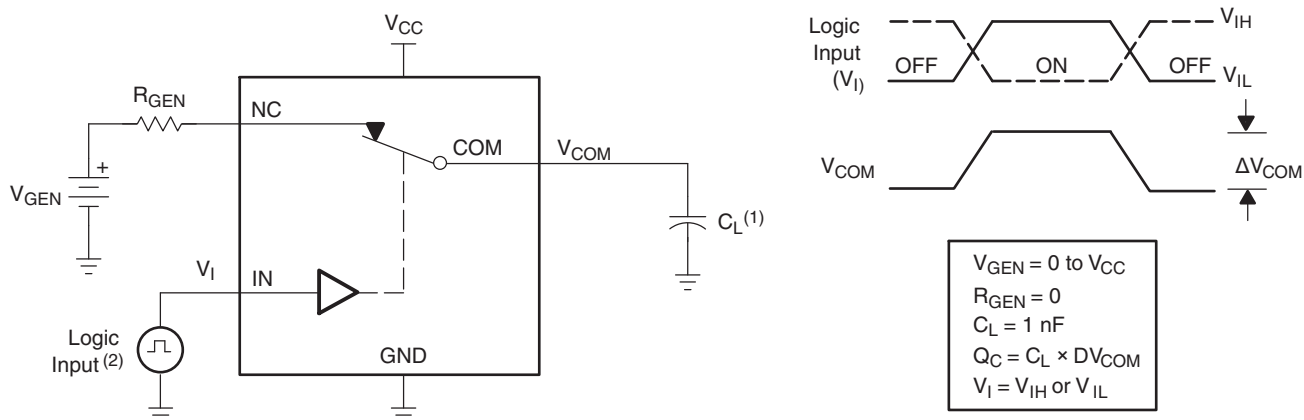 V_CC
R_GEN
NC
COM
V_COM
+
V_GEN
C_L(1)
V_I
IN
Logic
Input(2)
GND
Logic
Input
(V_I)
OFF
ON
OFF
V_IH
V_IL
V_COM
ΔV_COM
V_GEN = 0 to V_CC
R_GEN = 0
C_L = 1 nF
Q_C = C_L × DV_COM
V_I = V_IH or V_IL